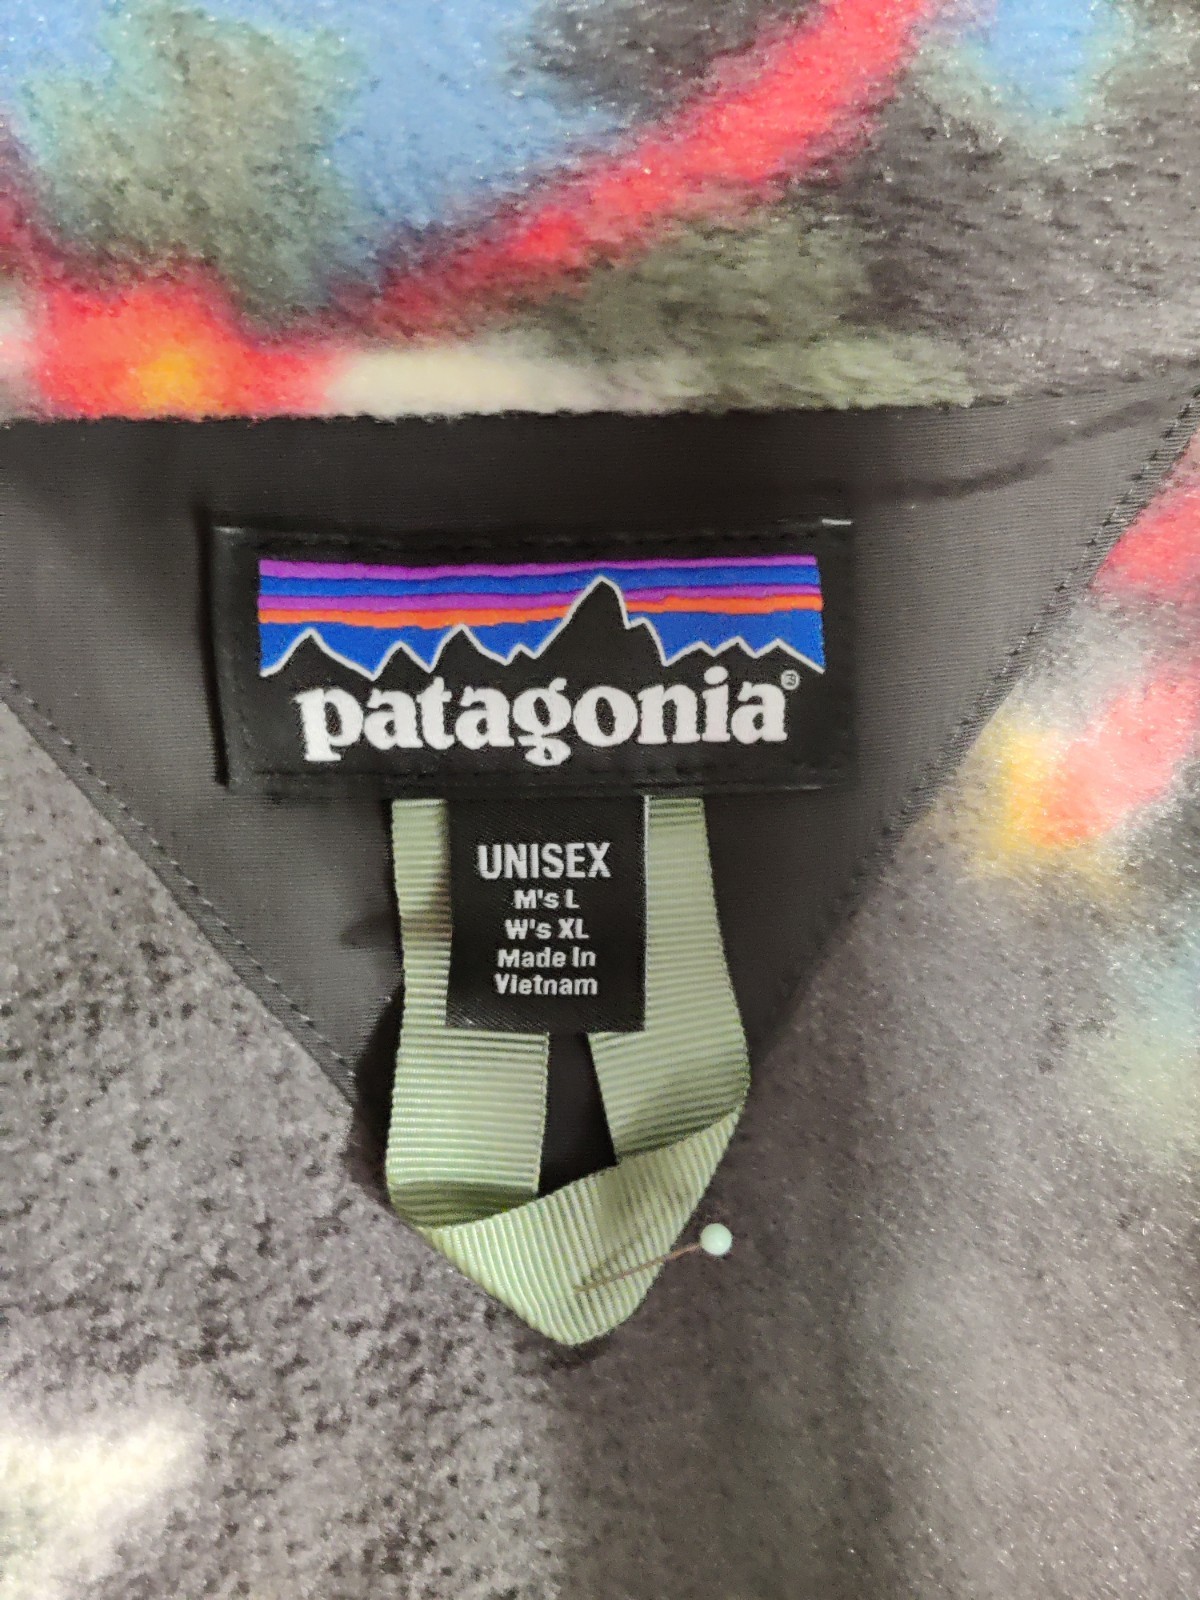 patagonia®
UNISEX
M's L
W's XL
Made In
Vietnam